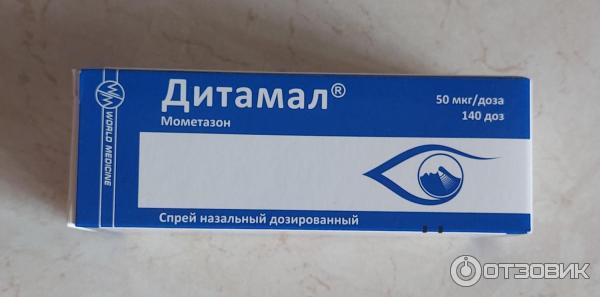 WORLD MEDICINE
Дитамал®
Мометазон
50 мкг/доза
140 доз
Спрей назальный дозированный
ОТЗОВИК